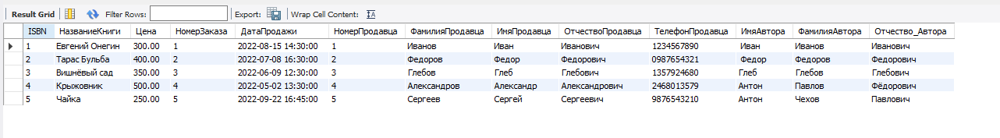 Result Grid Filter Rows: Export: Wrap Cell Content:
ISBN НазваниеКниги Цена НомерЗаказа ДатаПродажи НомерПродавца ФамилияПродавца ИмяПродавца ОтчествоПродавца ТелефонПродавца ИмяАвтора ФамилияАвтора Отчество_Автора
1 Евгений Онегин 300.00 1 2022-08-15 14:30:00 1 Иванов Иван Иванович 1234567890 Иван Иванов Иванович
2 Тарас Бульба 400.00 2 2022-07-08 16:30:00 2 Федоров Федор Федорович 0987654321 Федор Федоров Федорович
3 Вишнёвый сад 350.00 3 2022-06-09 12:30:00 3 Глебов Глеб Глебович 1357924680 Глеб Глебов Глебович
4 Крыжовник 500.00 4 2022-05-02 13:30:00 4 Александров Александр Александрович 2468013579 Антон Павлов Фёдорович
5 Чайка 250.00 5 2022-09-22 16:45:00 5 Сергеев Сергей Сергеевич 9876543210 Антон Чехов Павлович